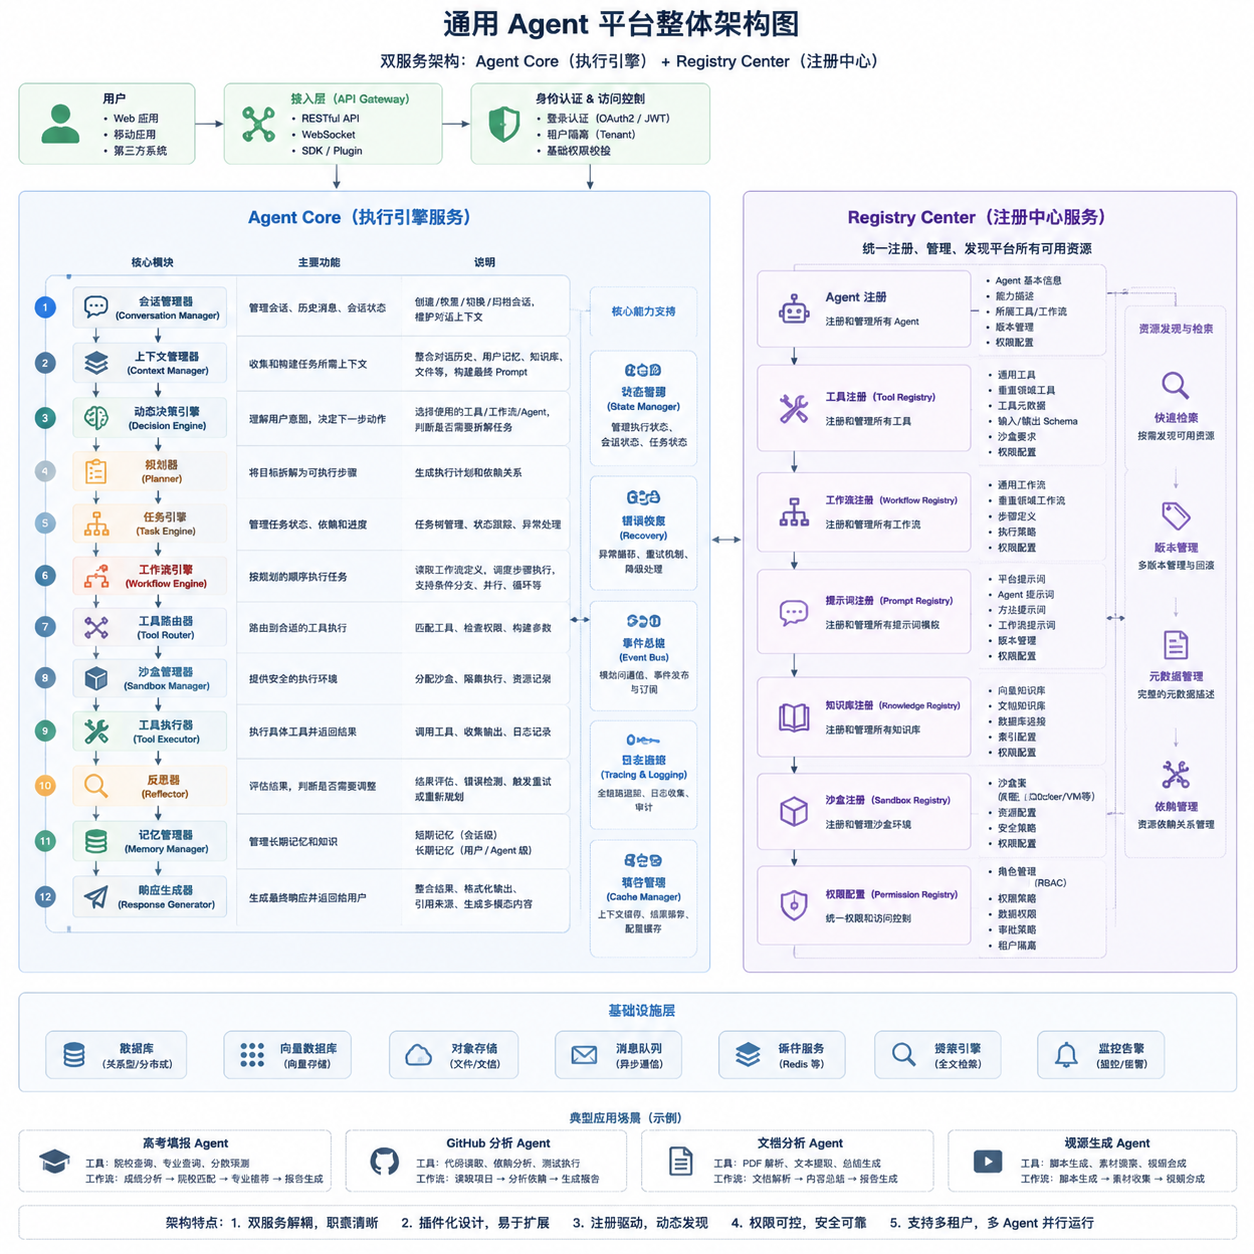 通用 Agent 平台整体架构图
双服务架构：Agent Core（执行引擎） + Registry Center（注册中心）
用户
• Web 应用
• 移动应用
• 第三方系统
接入层（API Gateway）
• RESTful API
• WebSocket
• SDK / Plugin
身份认证 & 访问控制
• 登录认证（OAuth2 / JWT）
• 租户隔离（Tenant）
• 基础权限校验
Agent Core（执行引擎服务）
核心模块 主要功能 说明
1 会话管理器 (Conversation Manager)
管理会话、历史消息、会话状态
创建/恢复/切换/归档会话，
维护对话上下文
2 上下文管理器 (Context Manager)
收集和构建任务所需上下文
整合对话历史、用户记忆、知识库、
文件等，构建最终 Prompt
3 动态决策引擎 (Decision Engine)
理解用户意图，决定下一步动作
选择使用的工具/工作流/Agent，
判断是否需要拆解任务
4 规划器 (Planner)
将目标拆解为可执行步骤
生成执行计划和依赖关系
5 任务引擎 (Task Engine)
管理任务状态、依赖和进度
任务树管理、状态跟踪、异常处理
6 工作流引擎 (Workflow Engine)
按规划的顺序执行任务
读取工作流定义，调度步骤执行，
支持条件分支、并行、循环等
7 工具路由器 (Tool Router)
路由到合适的工具执行
匹配工具、检查权限、构建参数
8 沙盒管理器 (Sandbox Manager)
提供安全的执行环境
分配沙盒、隔离执行、资源记录
9 工具执行器 (Tool Executor)
执行具体工具并返回结果
调用工具、收集输出、日志记录
10 反思器 (Reflector)
评估结果，判断是否需要调整
结果评估、错误检测、触发重试
或重新规划
11 记忆管理器 (Memory Manager)
管理长期记忆和知识
短期记忆（会话级）
长期记忆（用户 / Agent 级）
12 响应生成器 (Response Generator)
生成最终响应并返回给用户
整合结果、格式化输出、
引用来源、生成多模态内容
核心能力支持
状态管理
(State Manager)
管理执行状态、
会话状态、任务状态
(Recovery)
异常捕获、重试机制、
降级处理
事件总线
(Event Bus)
模块间通信、事件发布
与订阅
(Tracing & Logging)
全链路追踪、日志收集、
审计
(Cache Manager)
上下文缓存、结果缓存、
配置缓存
Registry Center（注册中心服务）
统一注册、管理、发现平台所有可用资源
Agent 注册
注册和管理所有 Agent
• Agent 基本信息
• 能力描述
• 所属工具/工作流
• 版本管理
• 权限配置
工具注册（Tool Registry）
注册和管理所有工具
• 通用工具
• 垂直领域工具
• 工具元数据
• 输入/输出 Schema
• 沙盒要求
• 权限配置
工作流注册（Workflow Registry）
注册和管理所有工作流
• 通用工作流
• 垂直领域工作流
• 步骤定义
• 执行策略
• 权限配置
提示词注册（Prompt Registry）
注册和管理所有提示词模板
• 平台提示词
• Agent 提示词
• 方法提示词
• 工作流提示词
• 版本管理
• 权限配置
知识库注册（Rnowledge Registry）
注册和管理所有知识库
• 向量知识库
• 文档知识库
• 数据库连接
• 索引配置
• 权限配置
沙盒注册（Sandbox Registry）
注册和管理沙盒环境
• 沙盒类
• 资源配置
• 安全策略
• 权限配置
权限配置（Permission Registry）
统一权限和访问控制
• 角色管理
（RBAC）
• 权限策略
• 数据权限
• 审批策略
• 租户隔离
资源发现与检索
快速检索
按需发现可用资源
版本管理
多版本管理与回滚
元数据管理
完整的元数据描述
依赖管理
资源依赖关系管理
基础设施层
数据库
(关系型/分布式)
向量数据库
(向量存储)
对象存储
(文件/文信)
消息队列
(异步通信)
服务
(Redis 等)
搜索引擎
(全文检索)
监控告警
典型应用场景（示例）
高考填报 Agent
工具：院校查询、专业查询、分数预测
工作流：成绩分析 → 院校匹配 → 专业推荐 → 报告生成
GitHub 分析 Agent
工具：代码读取、依赖分析、测试执行
工作流：读取项目 → 分析依赖 → 生成报告
文档分析 Agent
工具：PDF 解析、文本提取、总结生成
工作流：文档解析 → 内容总结 → 报告生成
视频生成 Agent
工具：脚本生成、素材搜索、视频合成
工作流：脚本生成 → 素材收集 → 视频合成
架构特点：1. 双服务解耦，职责清晰 2. 插件化设计，易于扩展 3. 注册驱动，动态发现 4. 权限可控，安全可靠 5. 支持多租户，多 Agent 并行运行